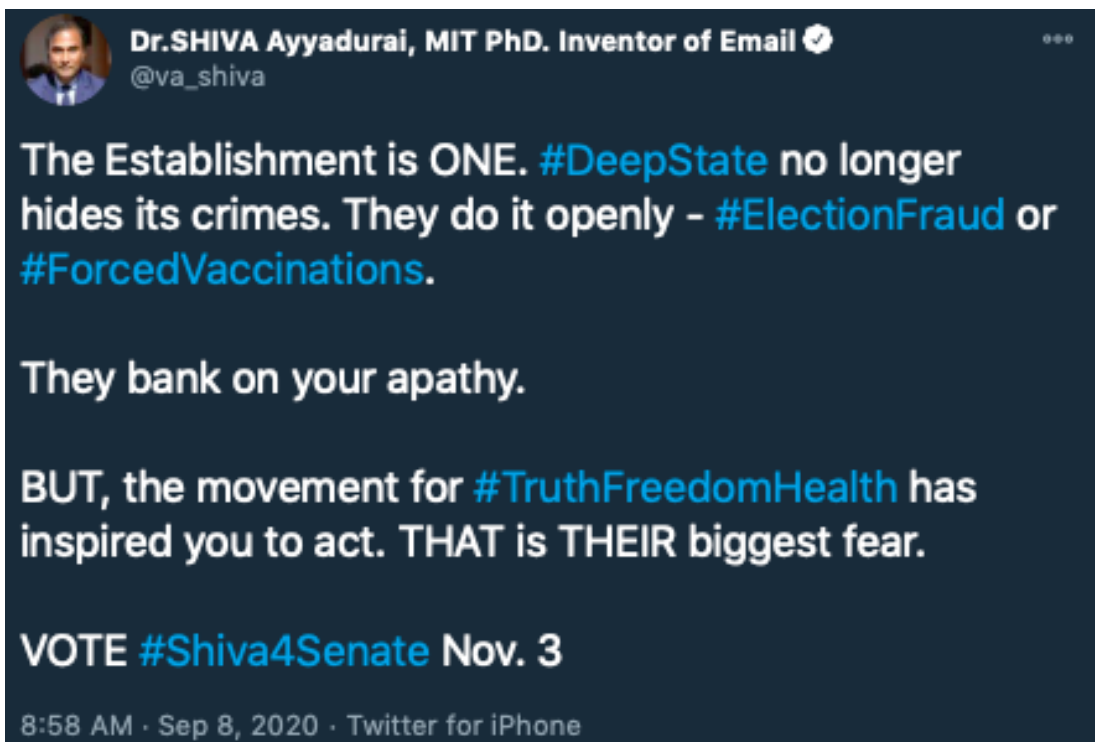 Dr.SHIVA Ayyadurai, MIT PhD. Inventor of Email
@va_shiva
The Establishment is ONE. #DeepState no longer
hides its crimes. They do it openly - #ElectionFraud or
#ForcedVaccinations.
They bank on your apathy.
BUT, the movement for #TruthFreedomHealth has
inspired you to act. THAT is THEIR biggest fear.
VOTE #Shiva4Senate Nov. 3
8:58 AM · Sep 8, 2020 · Twitter for iPhone